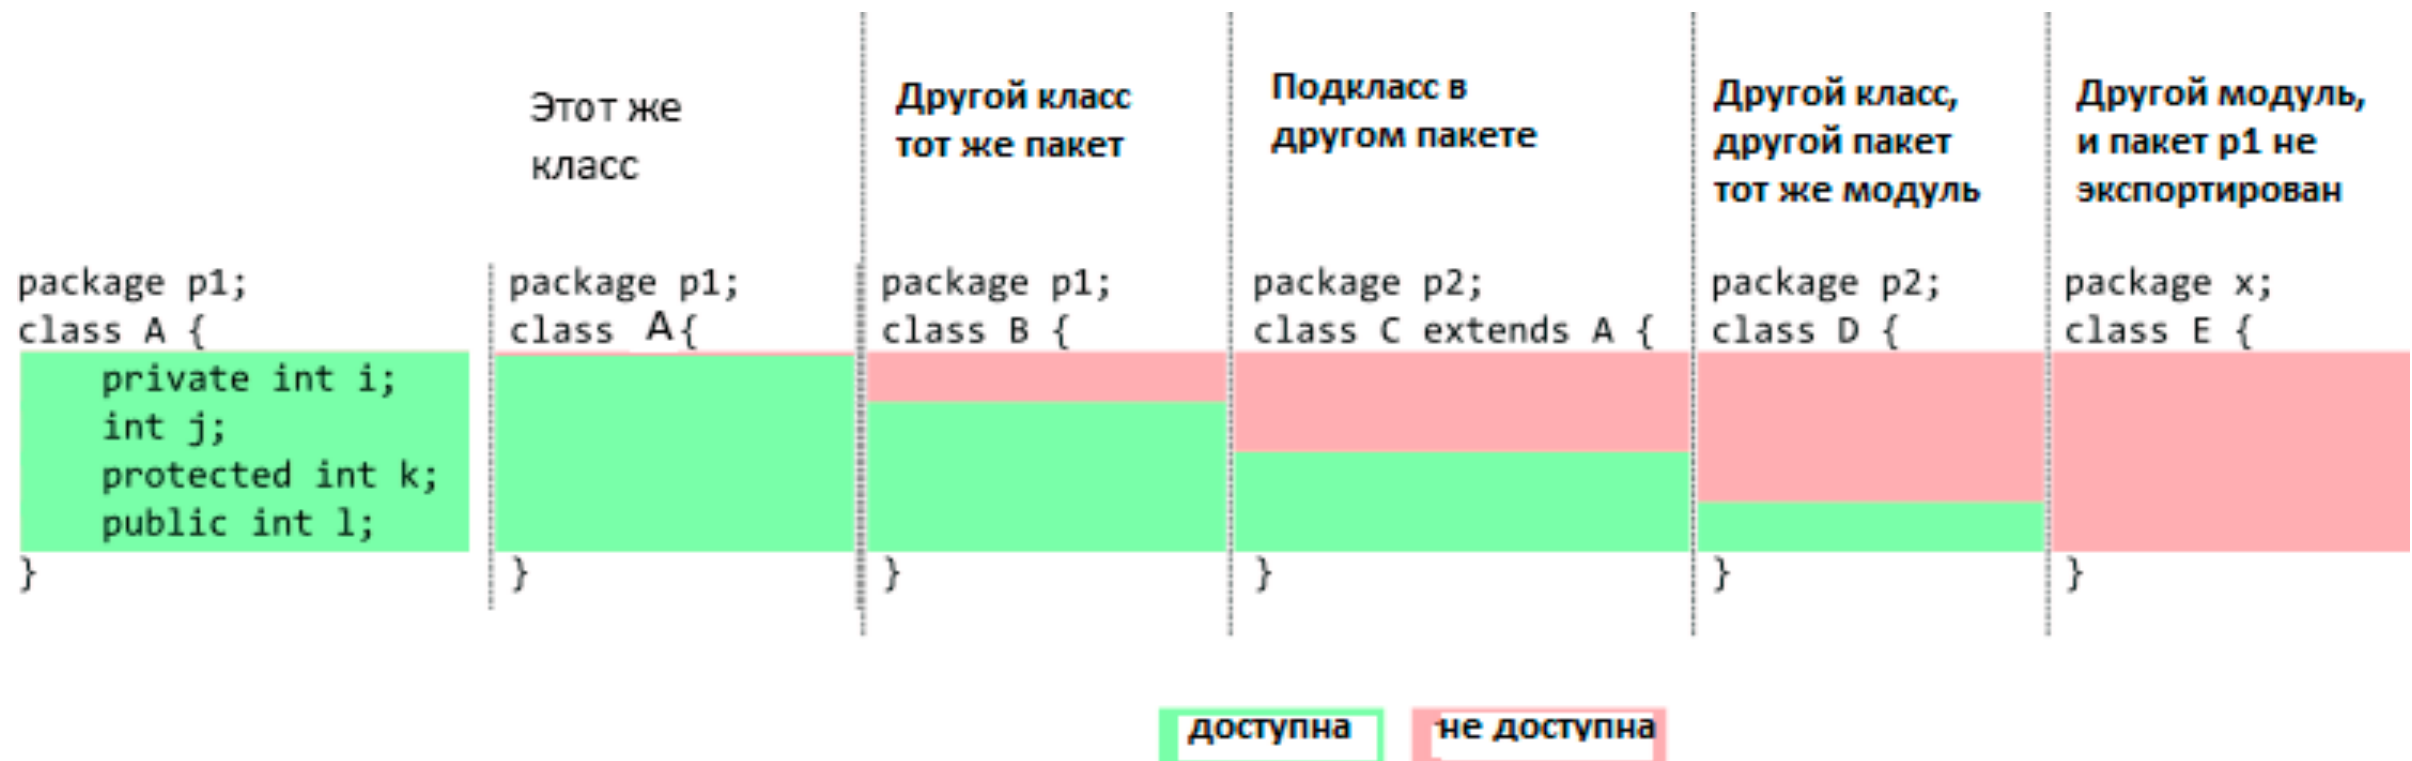 Этот же
класс
Другой класс
тот же пакет
Подкласс в
другом пакете
Другой класс,
другой пакет
тот же модуль
Другой модуль,
и пакет p1 не
экспортирован
package p1;
class A {
private int i;
int j;
protected int k;
public int l;
}
package p1;
class A{
}
package p1;
class B {
}
package p2;
class C extends A {
}
package p2;
class D {
}
package x;
class E {
}
доступна
не доступна